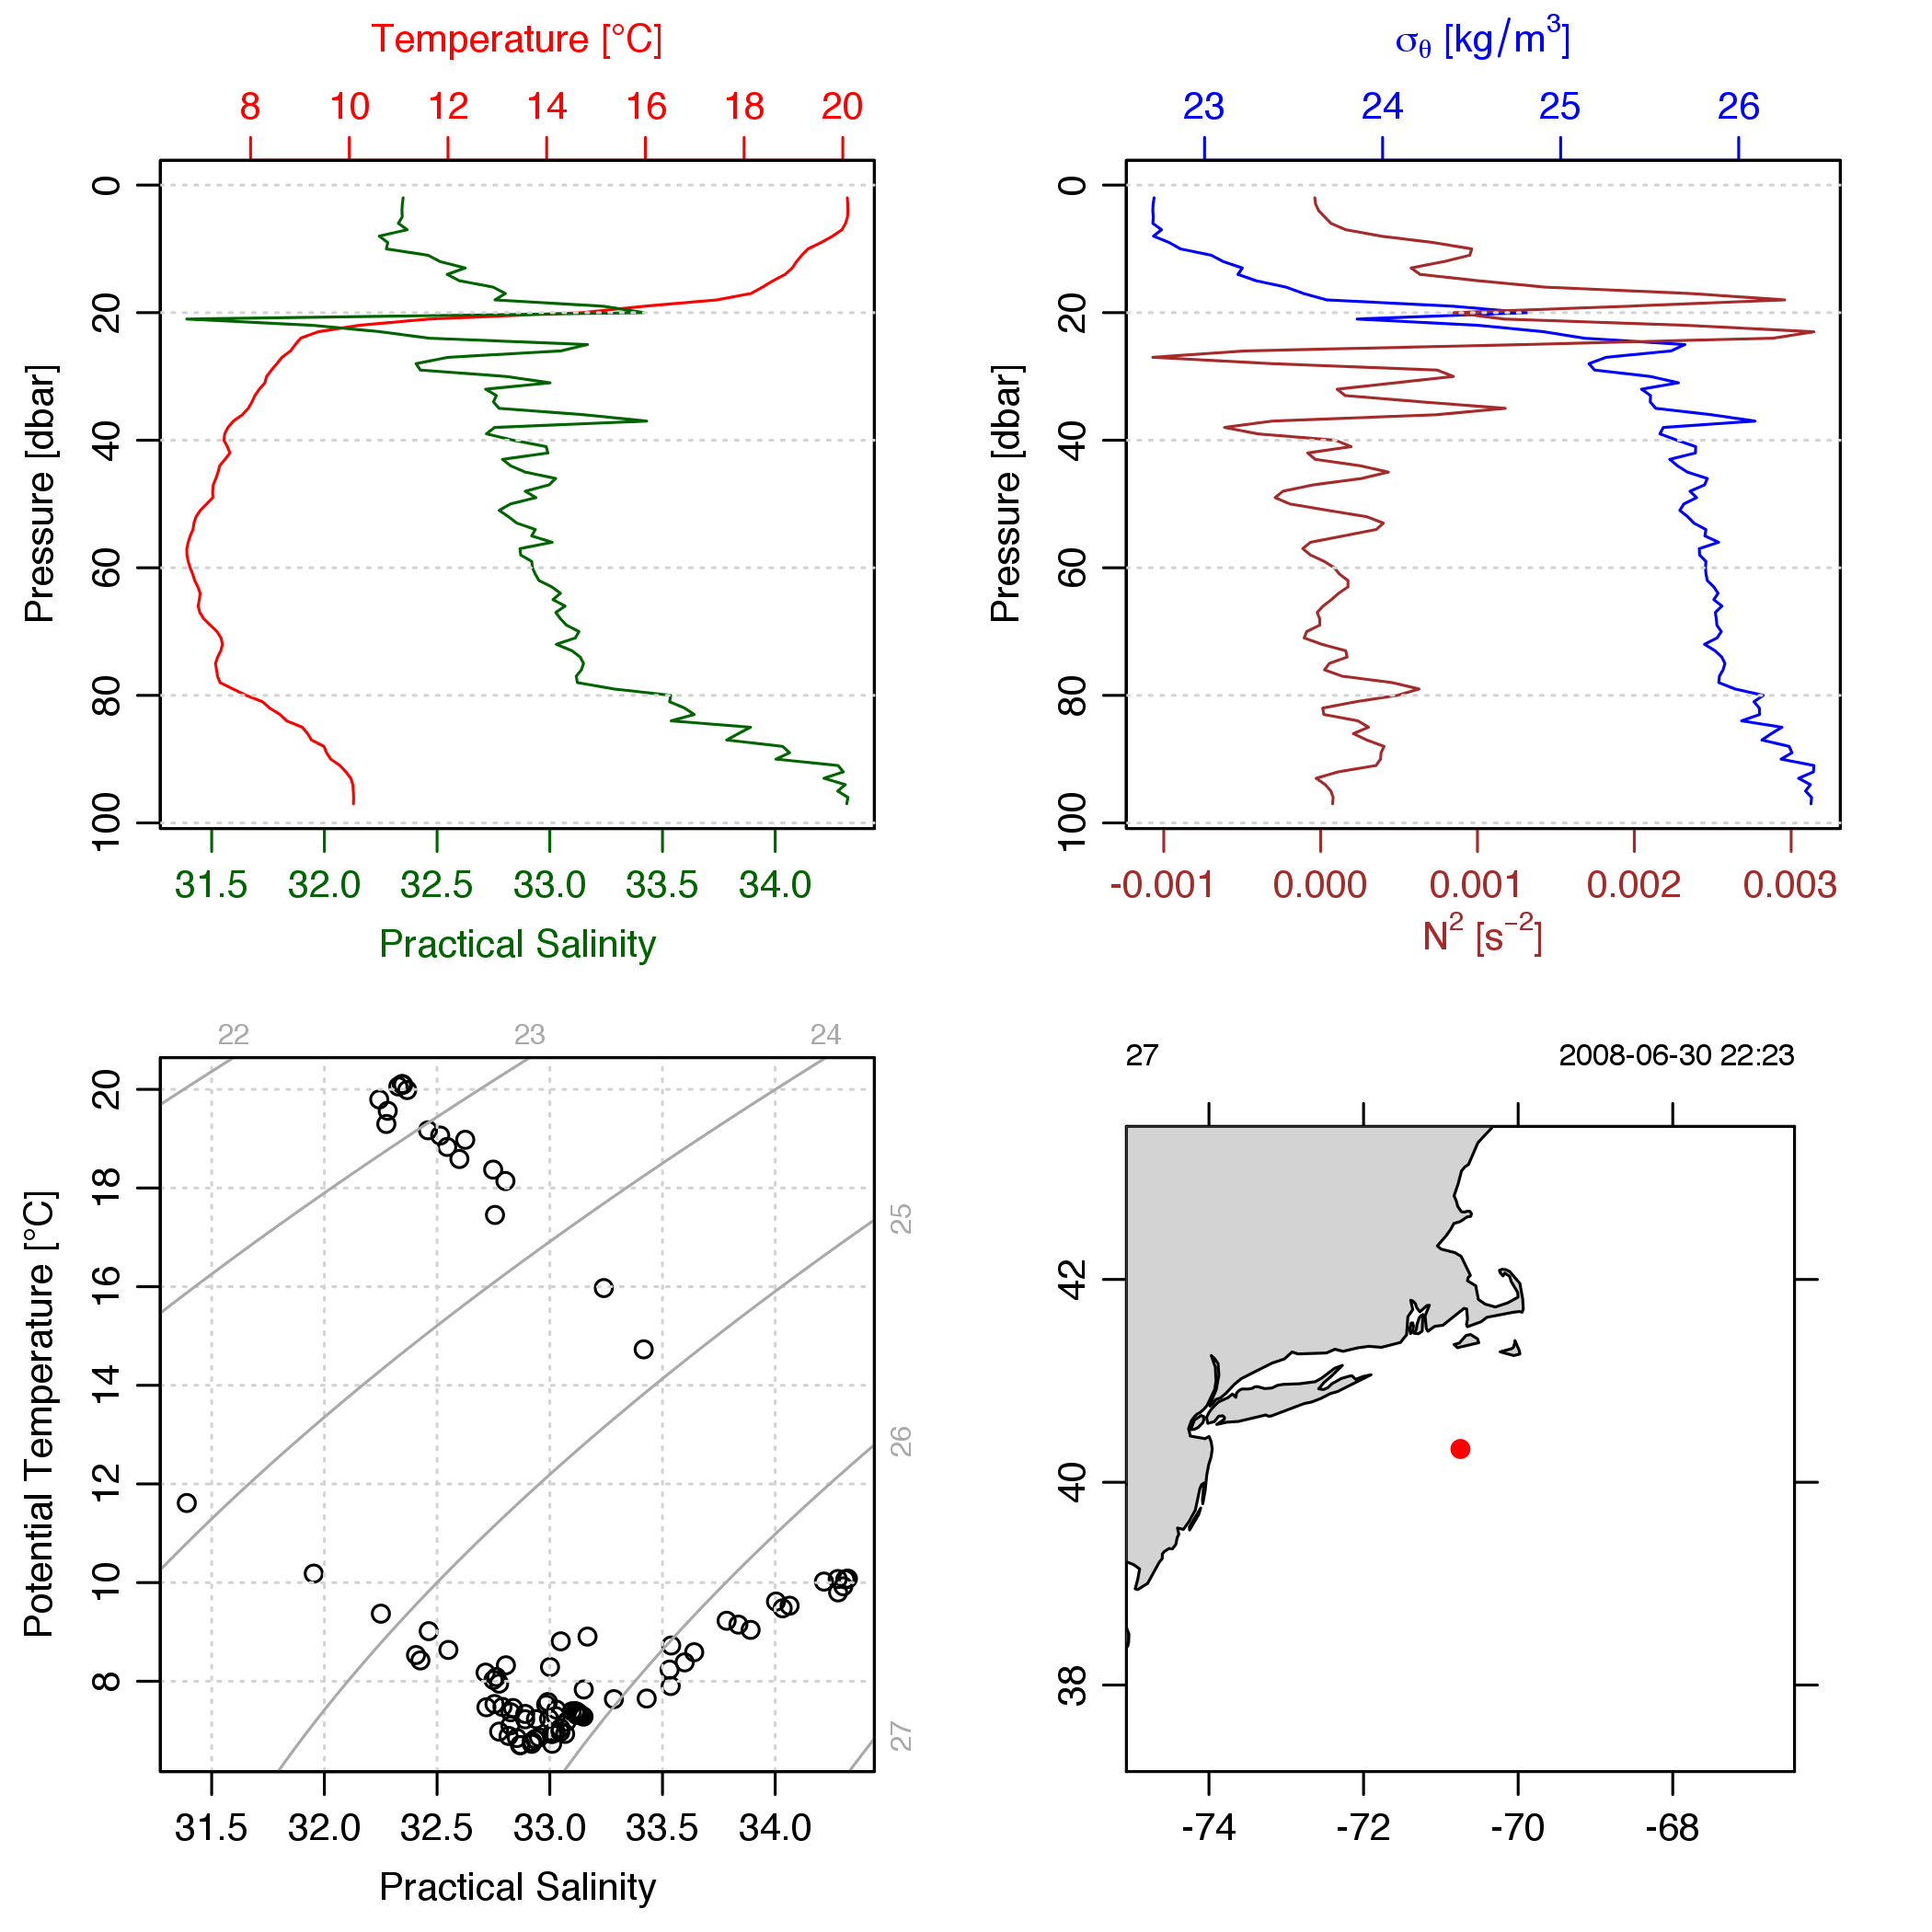 Temperature [°C]
8 10 12 14 16 18 20
0
20
40
60
80
100
Pressure [dbar]
31.5 32.0 32.5 33.0 33.5 34.0
Practical Salinity
σθ [kg/m³]
23 24 25 26
0
20
40
60
80
100
Pressure [dbar]
-0.001 0.000 0.001 0.002 0.003
N² [s⁻²]
22 23 24
25
26
27
20
18
16
14
12
10
8
Potential Temperature [°C]
31.5 32.0 32.5 33.0 33.5 34.0
Practical Salinity
27 2008-06-30 22:23
42
40
38
-74 -72 -70 -68